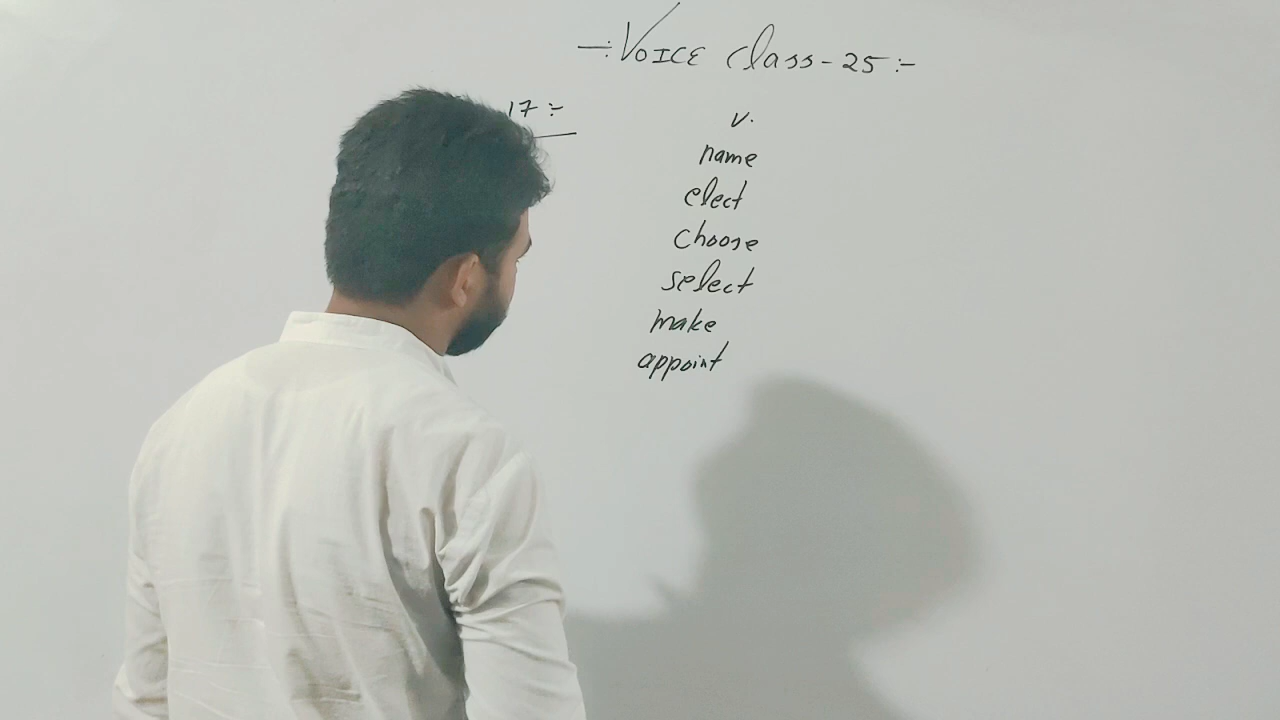 -:Voice Class-25:-
17:-
V.
name
elect
choose
select
make
appoint